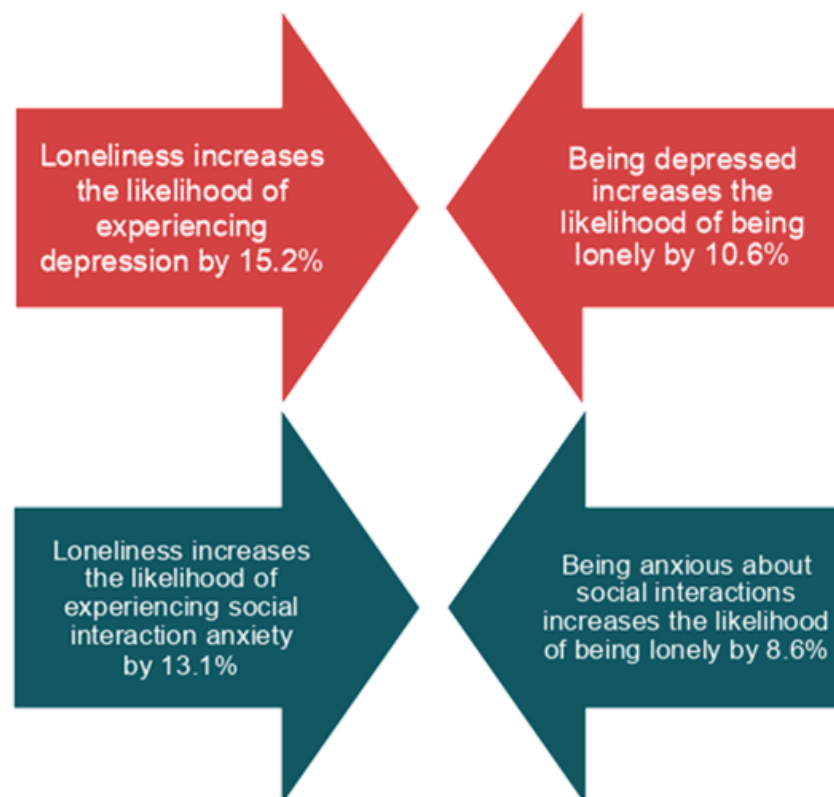 Loneliness increases
the likelihood of
experiencing
depression by 15.2%
Being depressed
increases the
likelihood of being
lonely by 10.6%
Loneliness increases
the likelihood of
experiencing social
interaction anxiety
by 13.1%
Being anxious about
social interactions
increases the likelihood
of being lonely by 8.6%